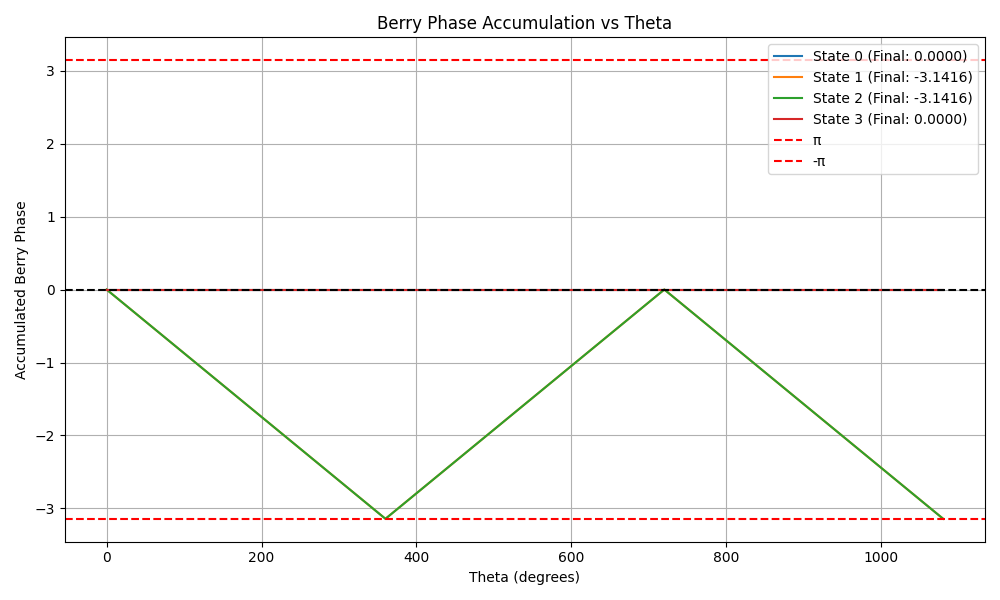 Berry Phase Accumulation vs Theta
State 0 (Final: 0.0000)
State 1 (Final: -3.1416)
State 2 (Final: -3.1416)
State 3 (Final: 0.0000)
π
-π
3
2
1
0
−1
−2
−3
Accumulated Berry Phase
0 200 400 600 800 1000
Theta (degrees)